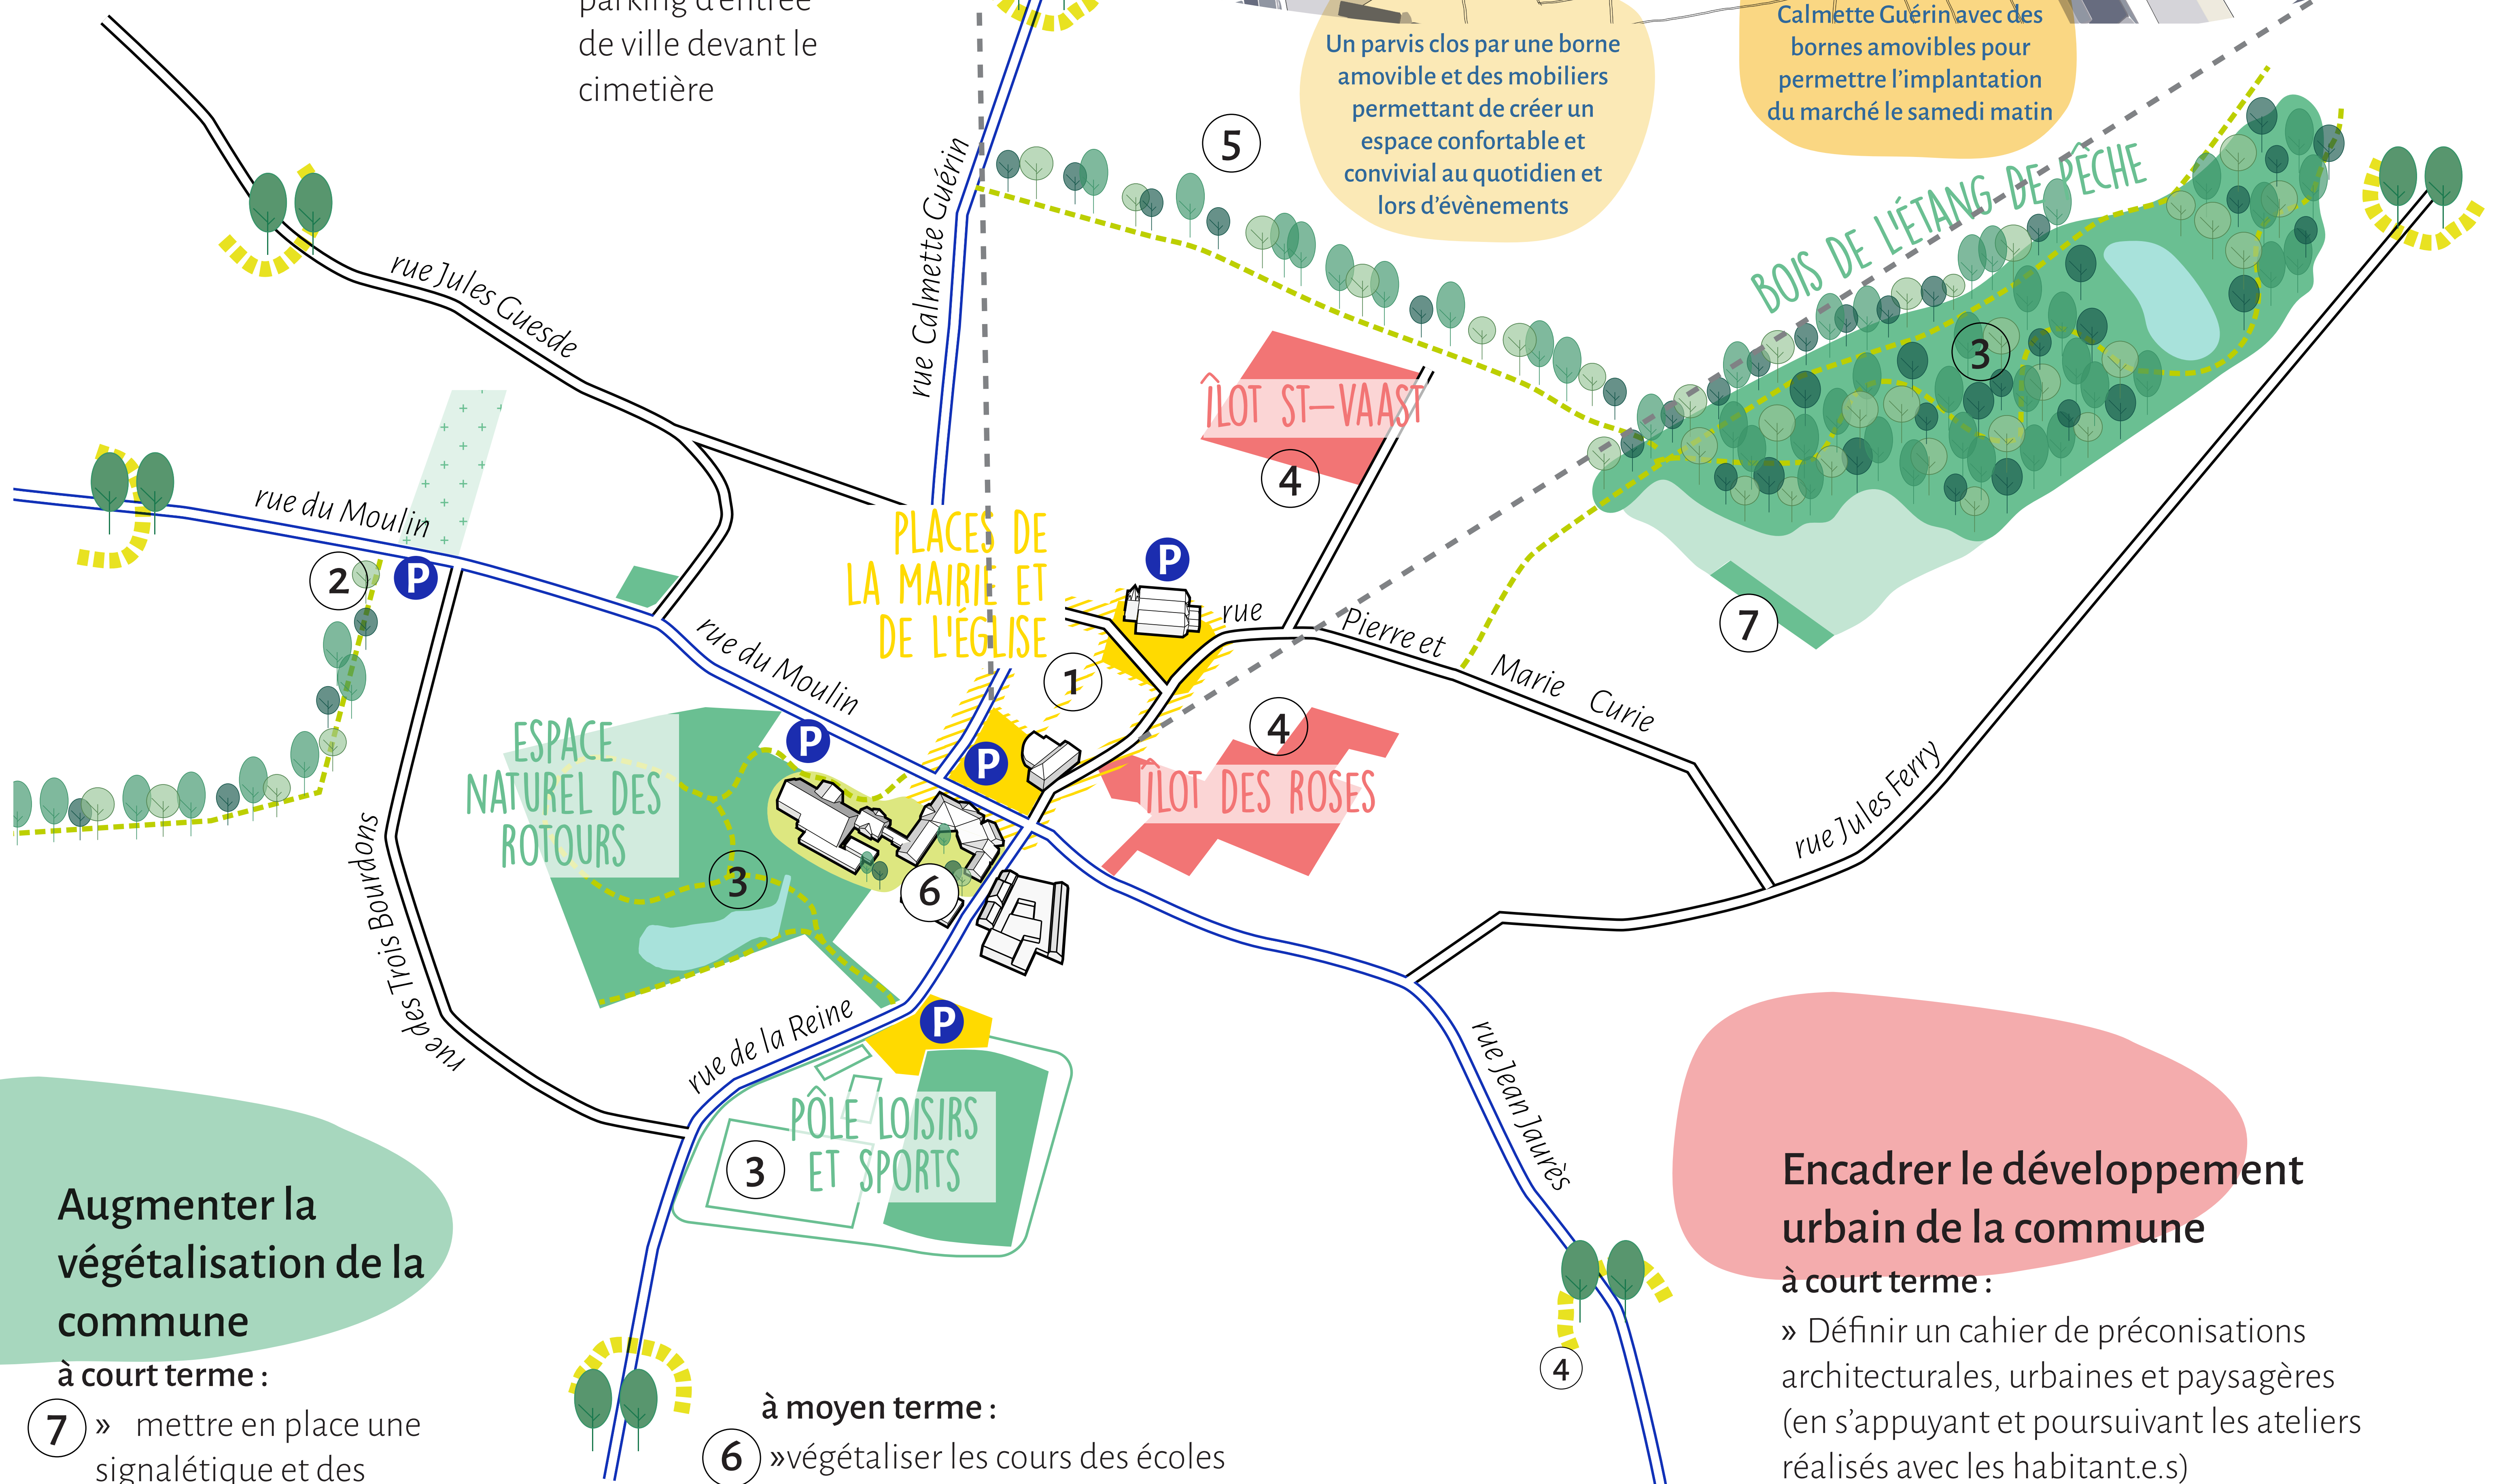 parking d'entrée
de ville devant le
cimetière
Un parvis clos par une borne
amovible et des mobiliers
permettant de créer un
espace confortable et
convivial au quotidien et
lors d'évènements
Calmette Guérin avec des
bornes amovibles pour
permettre l'implantation
du marché le samedi matin
5
rue Calmette Guérin
BOIS DE L'ÉTANG DE PÊCHE
3
rue Jules Guesde
ÎLOT ST-VAAST
4
rue du Moulin
2
P
PLACES DE
LA MAIRIE ET
DE L'ÉGLISE
P
1
rue
Pierre et
Marie Curie
7
rue du Moulin
P
P
4
ÎLOT DES ROSES
ESPACE
NATUREL DES
ROTOURS
3
6
rue Jules Ferry
rue des Trois Bourdons
rue de la Reine
P
PÔLE LOISIRS
ET SPORTS
3
rue Jean Jaurès
4
Augmenter la
végétalisation de la
commune
à court terme :
7 » mettre en place une
signalétique et des
à moyen terme :
6 »végétaliser les cours des écoles
Encadrer le développement
urbain de la commune
à court terme :
» Définir un cahier de préconisations
architecturales, urbaines et paysagères
(en s'appuyant et poursuivant les ateliers
réalisés avec les habitant.e.s)